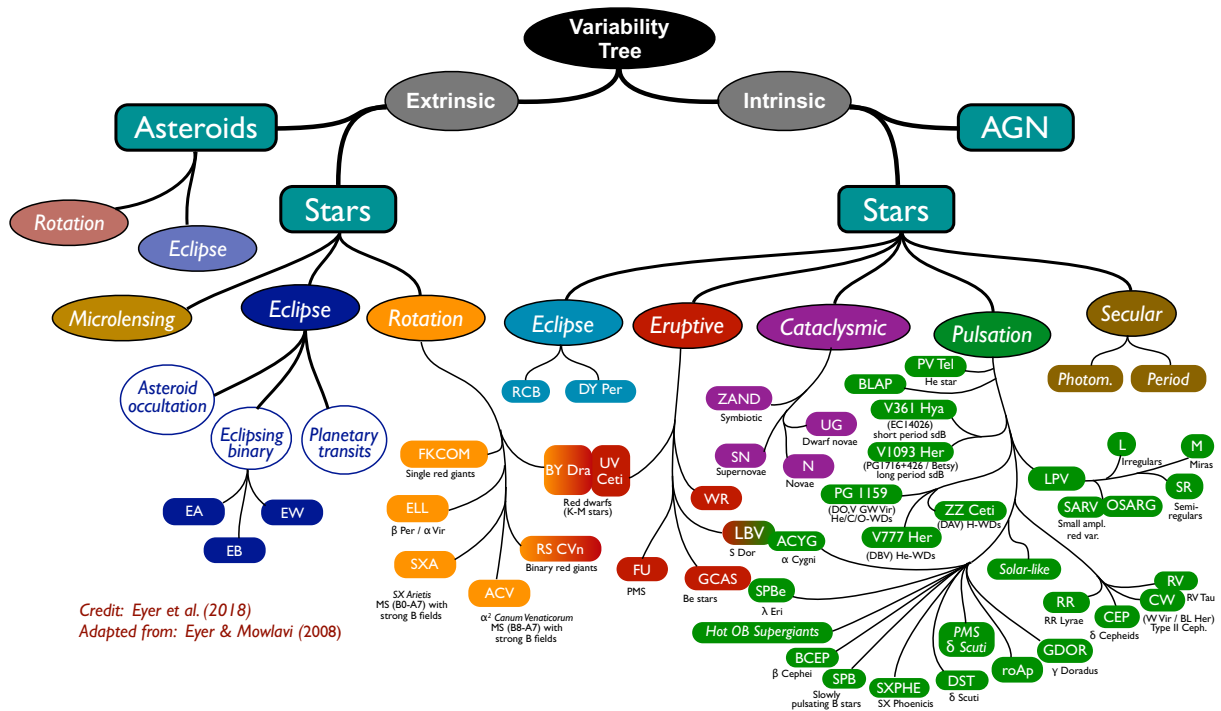 Variability
Tree
Extrinsic
Intrinsic
Asteroids
AGN
Rotation
Eclipse
Stars
Stars
Microlensing
Eclipse
Rotation
Eclipse
Eruptive
Cataclysmic
Pulsation
Secular
Asteroid
occultation
Eclipsing
binary
Planetary
transits
EA
EB
EW
FKCOM
Single red giants
ELL
β Per / α Vir
SXA
SX Arietis
MS (B0-A7) with
strong B fields
ACV
α² Canum Venaticorum
MS (B8-A7) with
strong B fields
RS CVn
Binary red giants
BY Dra
UV
Ceti
Red dwarfs
(K-M stars)
RCB
DY Per
WR
LBV
S Dor
FU
PMS
GCAS
Be stars
ZAND
Symbiotic
SN
Supernovae
UG
Dwarf novae
N
Novae
PV Tel
He star
BLAP
V361 Hya
(EC14026)
short period sdB
V1093 Her
(PG1716+426 / Betsy)
long period sdB
PG 1159
(DO,V GW Vir)
He/C/O-WDs
ZZ Ceti
(DAV) H-WDs
V777 Her
(DBV) He-WDs
ACYG
α Cygni
SPBe
λ Eri
Hot OB Supergiants
BCEP
β Cephei
SPB
Slowly
pulsating B stars
SXPHE
SX Phoenicis
DST
δ Scuti
PMS
δ Scuti
roAp
GDOR
γ Doradus
Solar-like
RR
RR Lyrae
CEP
δ Cepheids
RV
RV Tau
CW
(W Vir / BL Her)
Type II Ceph.
LPV
L
Irregulars
M
Miras
SR
Semi-
regulars
SARV
Small ampl.
red var.
OSARG
Photom.
Period
Credit: Eyer et al. (2018)
Adapted from: Eyer & Mowlavi (2008)